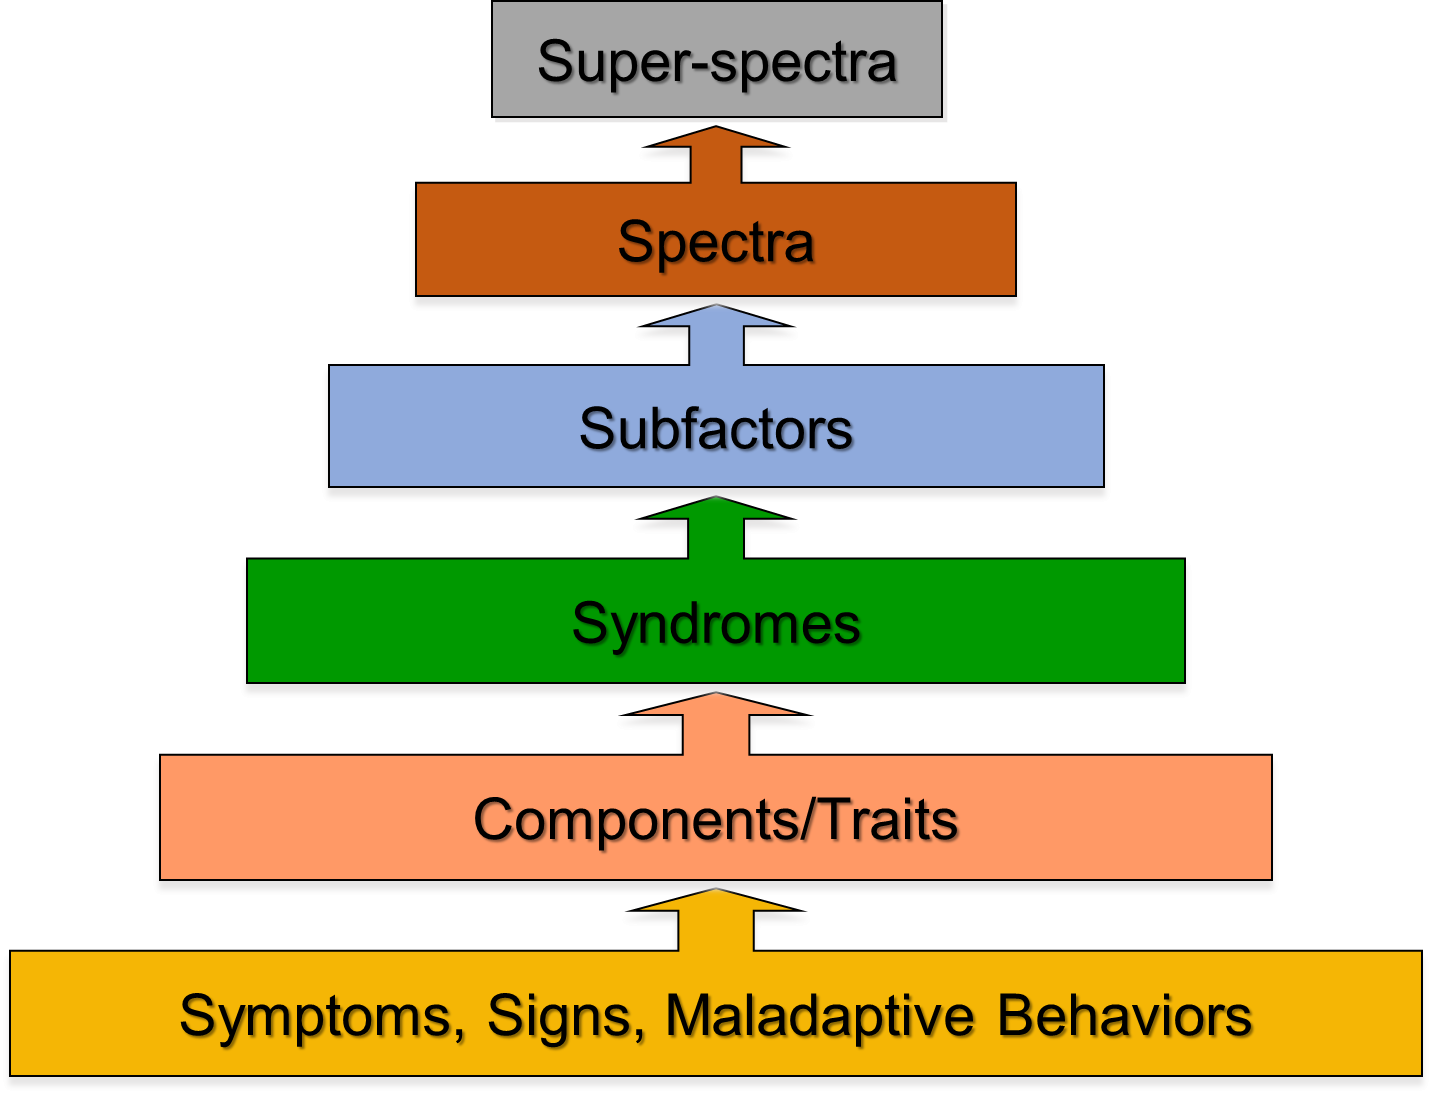 Super-spectra
Spectra
Subfactors
Syndromes
Components/Traits
Symptoms, Signs, Maladaptive Behaviors